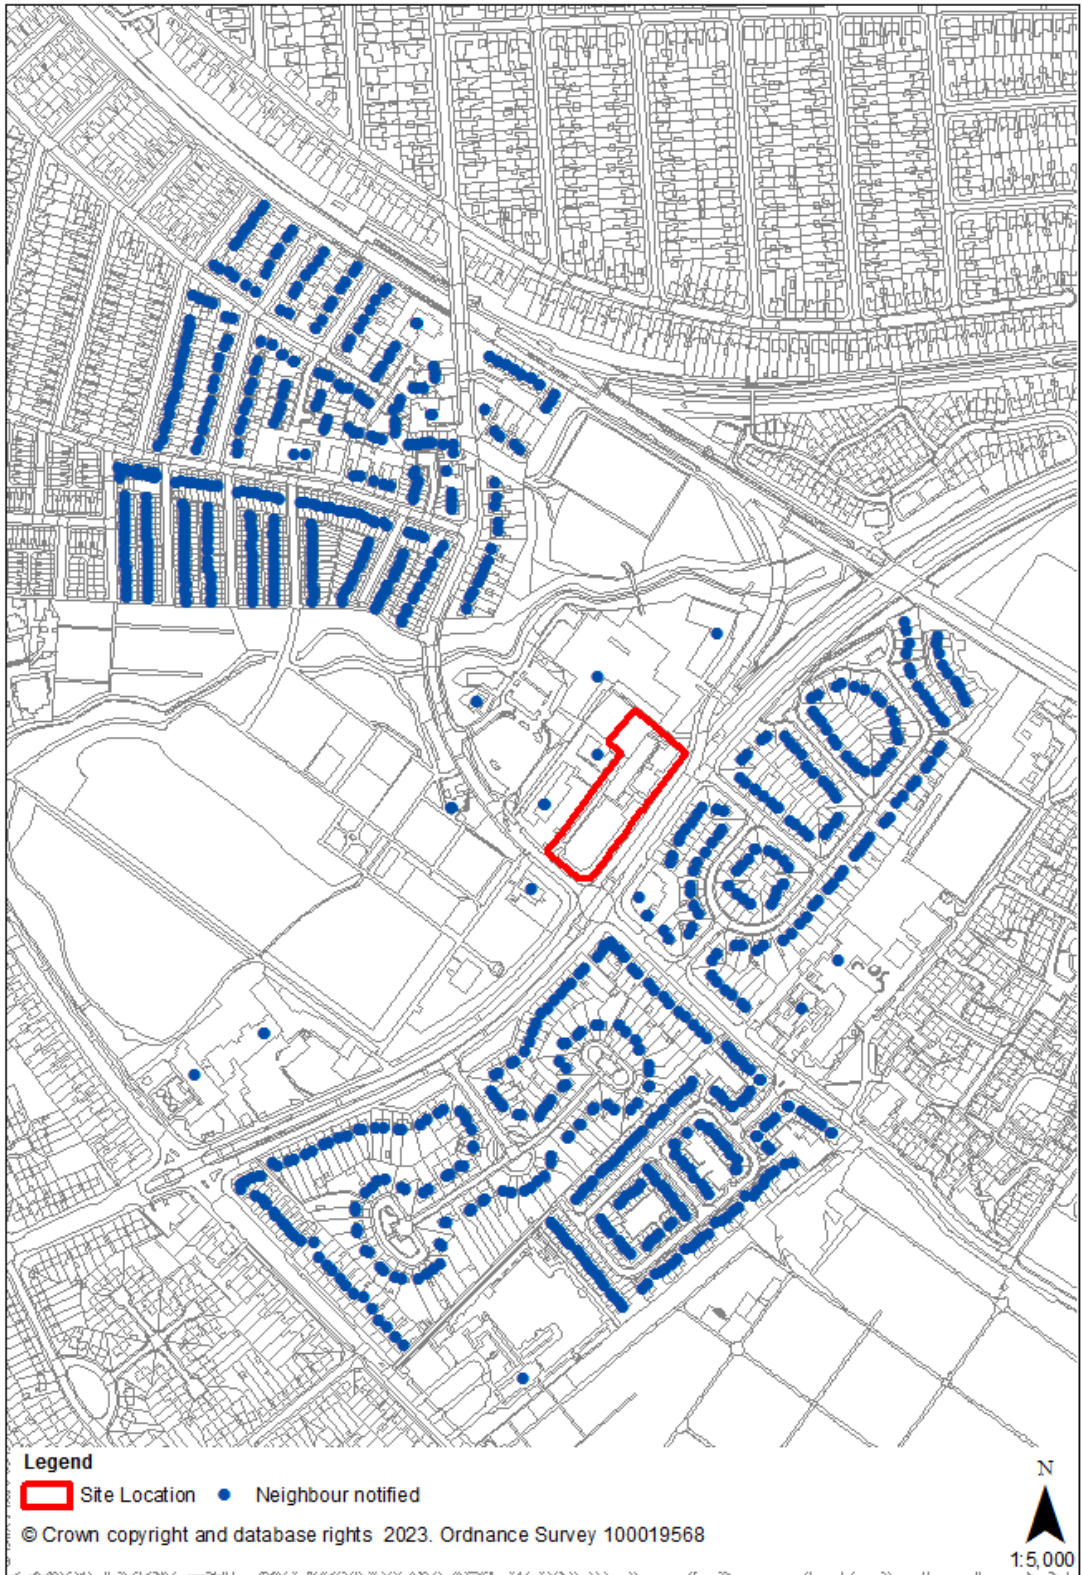 Legend
Site Location
Neighbour notified
© Crown copyright and database rights 2023. Ordnance Survey 100019568
N
1:5,000